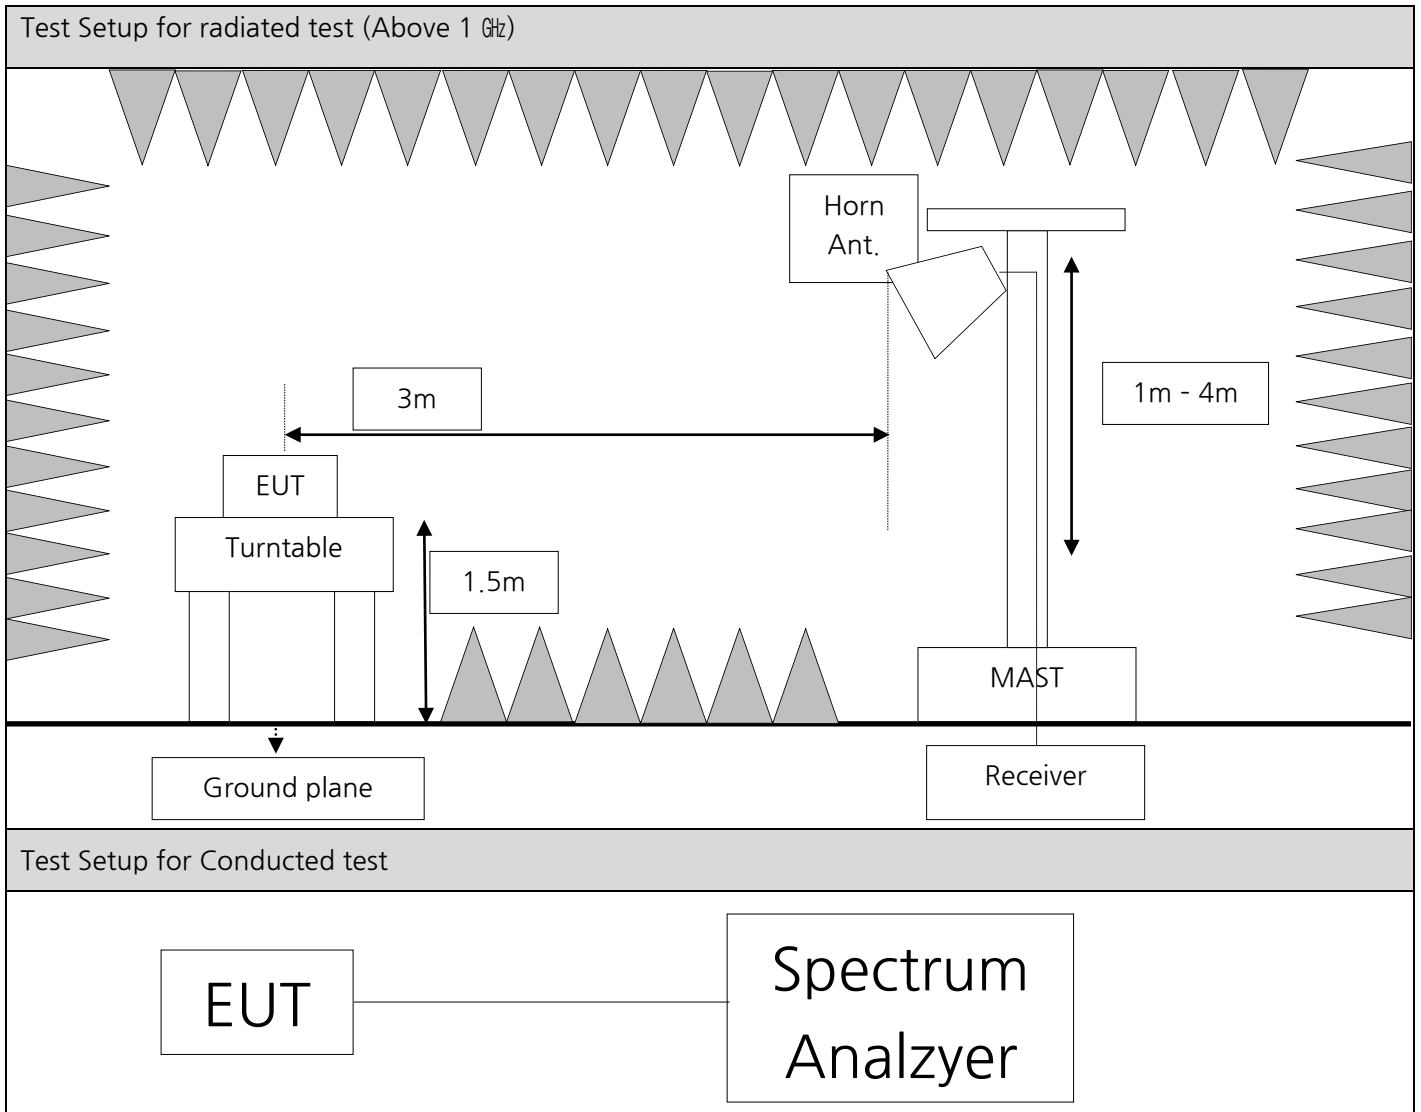 Test Setup for radiated test (Above 1 ㎓)
Horn
Ant.
3m
1m - 4m
EUT
Turntable
1.5m
MAST
Ground plane
Receiver
Test Setup for Conducted test
EUT
Spectrum
Analzyer